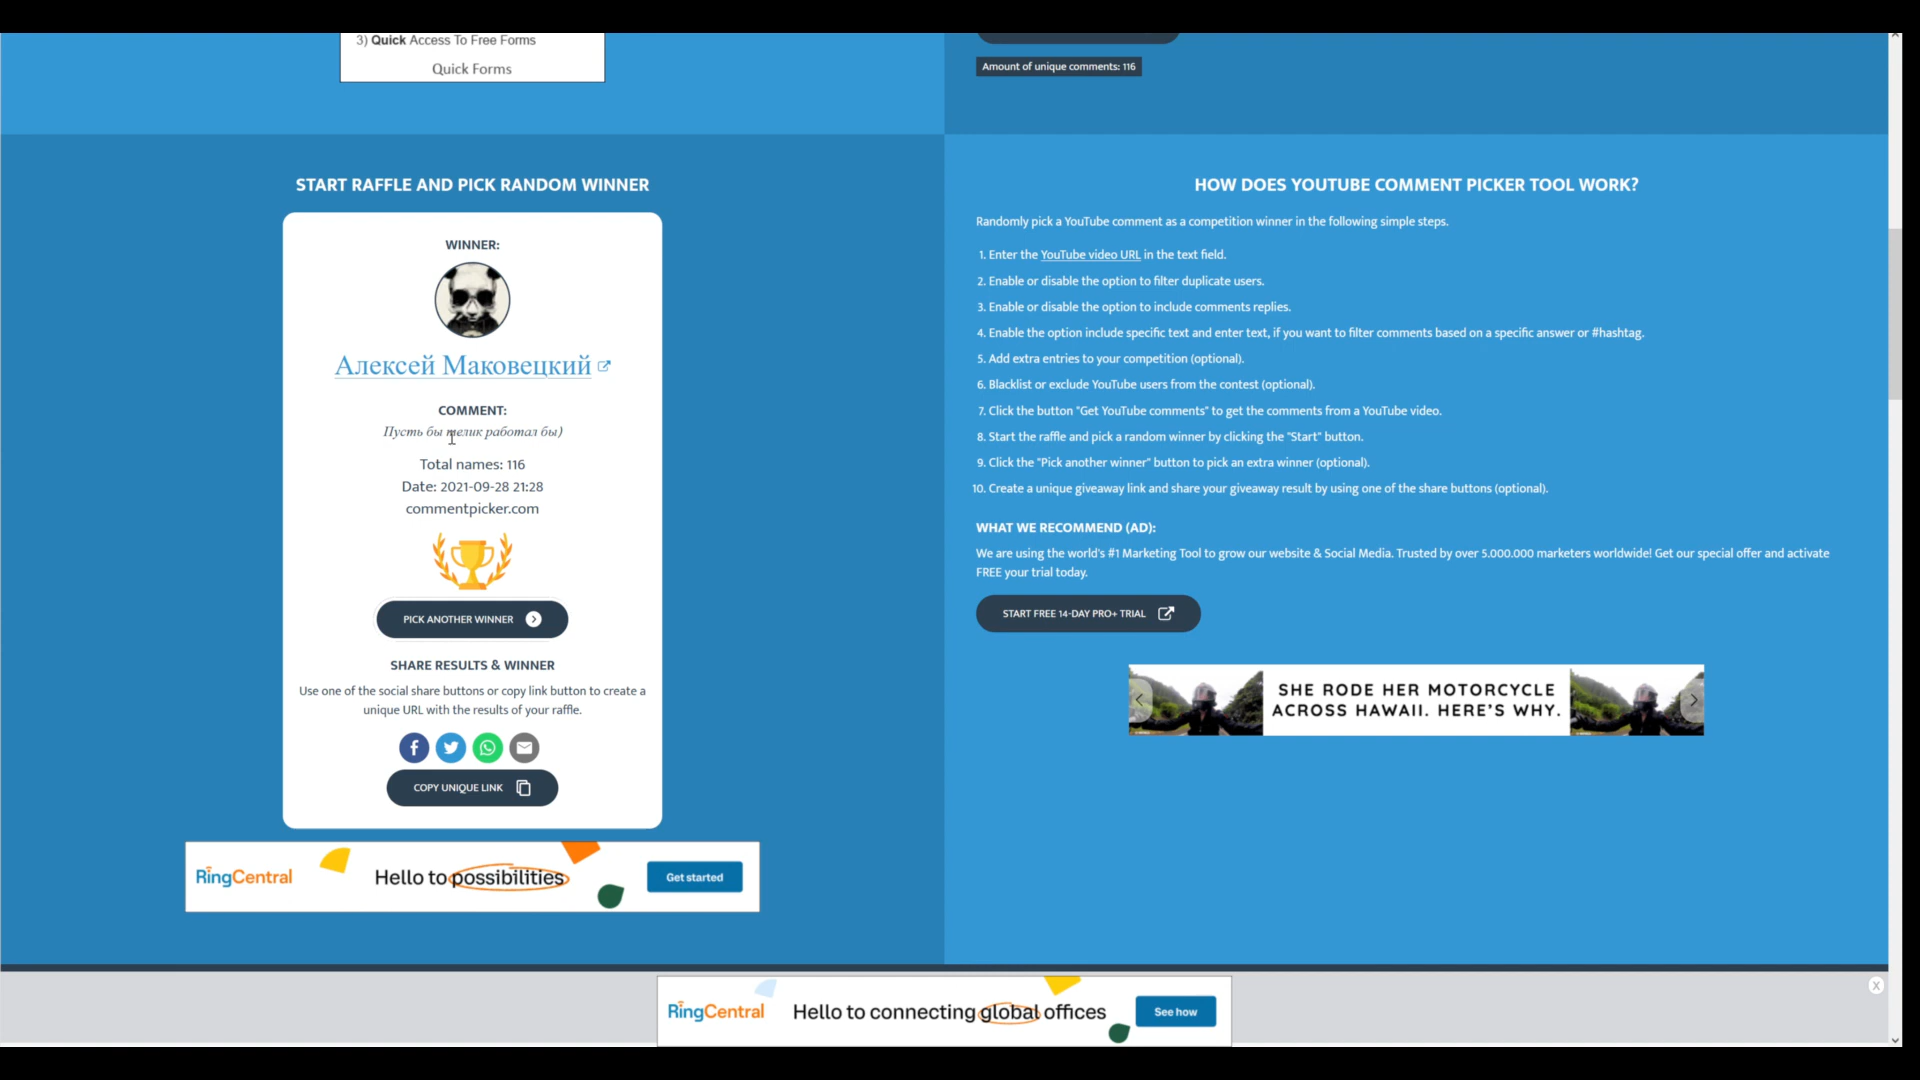 3) Quick Access To Free Forms
Quick Forms
Amount of unique comments: 116
START RAFFLE AND PICK RANDOM WINNER
WINNER:
Алексей Маковецкий
COMMENT:
Пусть бы телик работал бы)
Total names: 116
Date: 2021-09-28 21:28
commentpicker.com
PICK ANOTHER WINNER
SHARE RESULTS & WINNER
Use one of the social share buttons or copy link button to create a
unique URL with the results of your raffle.
COPY UNIQUE LINK
RingCentral
Hello to possibilities
Get started
HOW DOES YOUTUBE COMMENT PICKER TOOL WORK?
Randomly pick a YouTube comment as a competition winner in the following simple steps.
1. Enter the YouTube video URL in the text field.
2. Enable or disable the option to filter duplicate users.
3. Enable or disable the option to include comments replies.
4. Enable the option include specific text and enter text, if you want to filter comments based on a specific answer or #hashtag.
5. Add extra entries to your competition (optional).
6. Blacklist or exclude YouTube users from the contest (optional).
7. Click the button "Get YouTube comments" to get the comments from a YouTube video.
8. Start the raffle and pick a random winner by clicking the "Start" button.
9. Click the "Pick another winner" button to pick an extra winner (optional).
10. Create a unique giveaway link and share your giveaway result by using one of the share buttons (optional).
WHAT WE RECOMMEND (AD):
We are using the world's #1 Marketing Tool to grow our website & Social Media. Trusted by over 5.000.000 marketers worldwide! Get our special offer and activate
FREE your trial today.
START FREE 14-DAY PRO+ TRIAL
SHE RODE HER MOTORCYCLE
ACROSS HAWAII. HERE'S WHY.
X
RingCentral
Hello to connecting global offices
See how